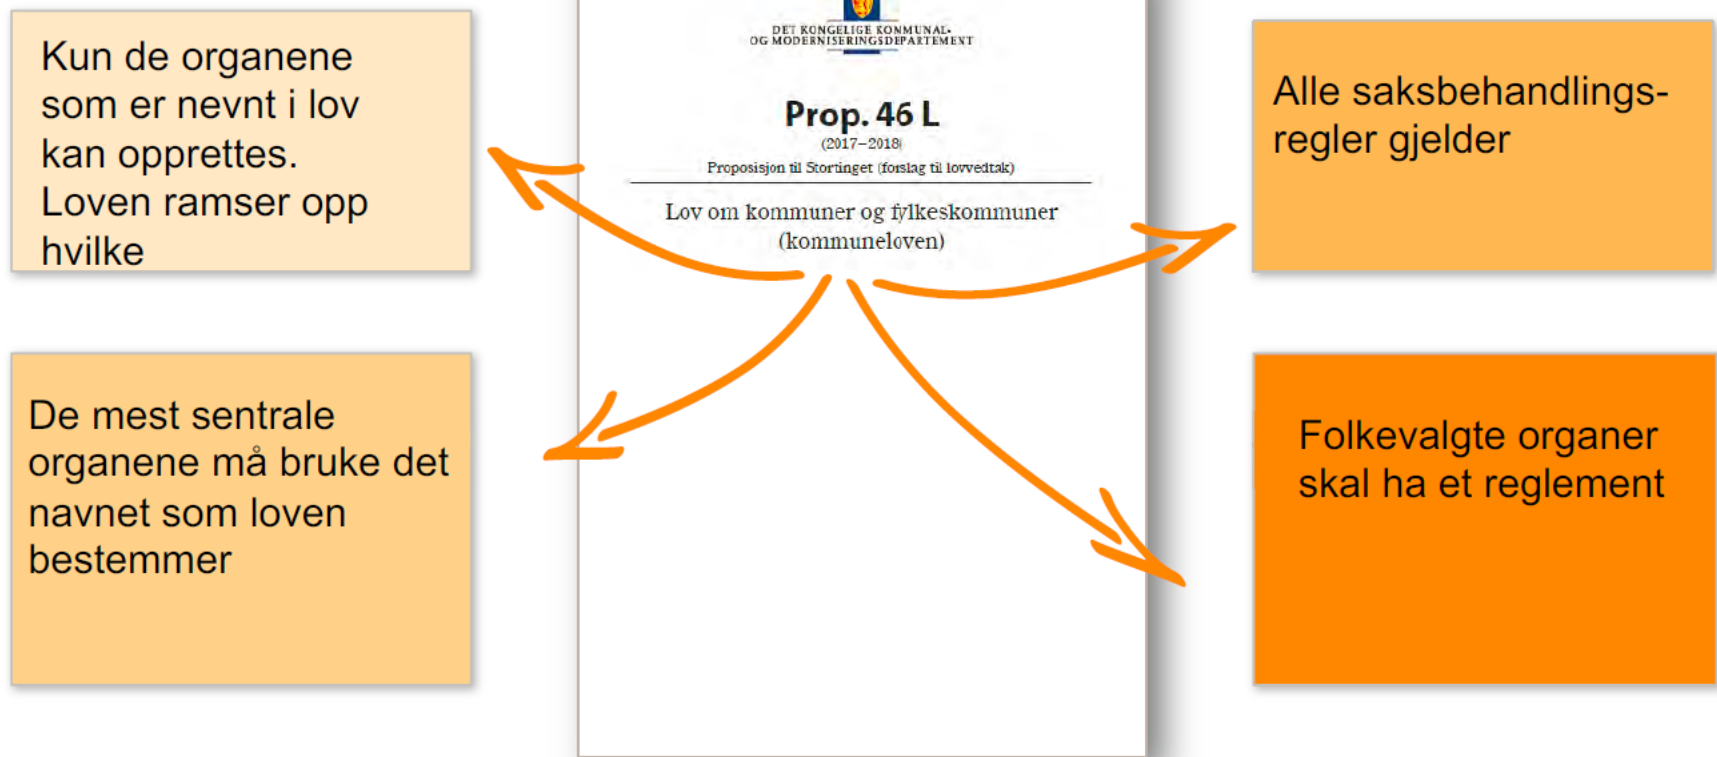 Kun de organene
som er nevnt i lov
kan opprettes.
Loven ramser opp
hvilke
De mest sentrale
organene må bruke det
navnet som loven
bestemmer
DET KONGELIGE KOMMUNAL-
OG MODERNISERINGSDEPARTEMENT
Prop. 46 L
(2017–2018)
Proposisjon til Stortinget (forslag til lovvedtak)
Lov om kommuner og fylkeskommuner
(kommuneloven)
Alle saksbehandlings-
regler gjelder
Folkevalgte organer
skal ha et reglement